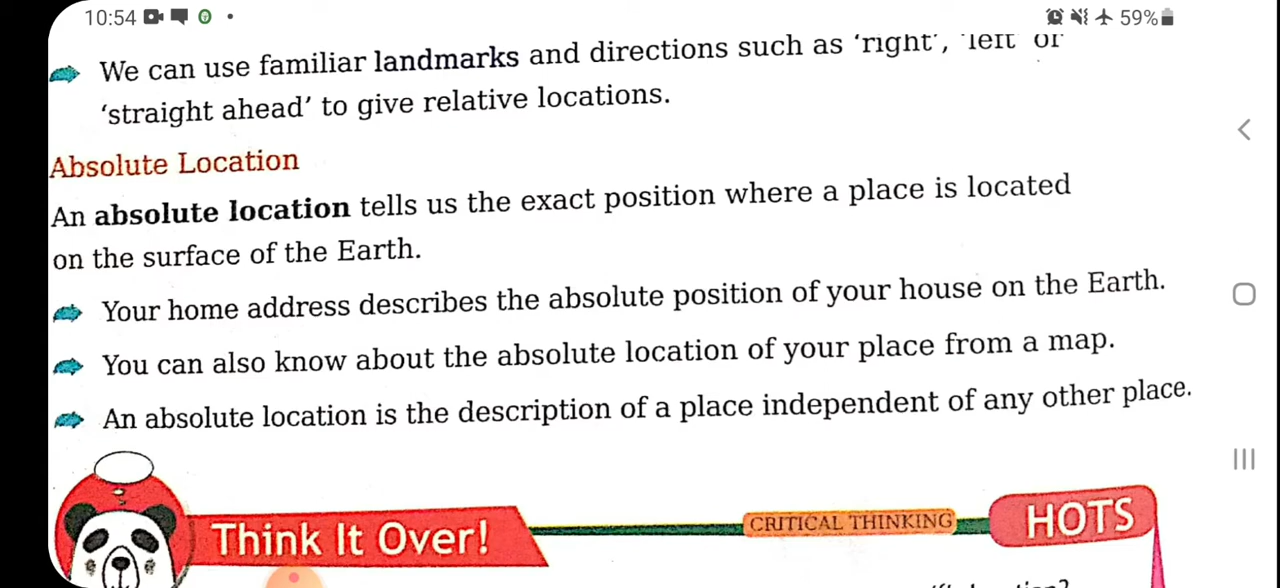 10:54
59%
We can use familiar landmarks and directions such as ‘right’, ‘left’ or
‘straight ahead’ to give relative locations.
Absolute Location
An absolute location tells us the exact position where a place is located
on the surface of the Earth.
Your home address describes the absolute position of your house on the Earth.
You can also know about the absolute location of your place from a map.
An absolute location is the description of a place independent of any other place.
Think It Over!
CRITICAL THINKING
HOTS